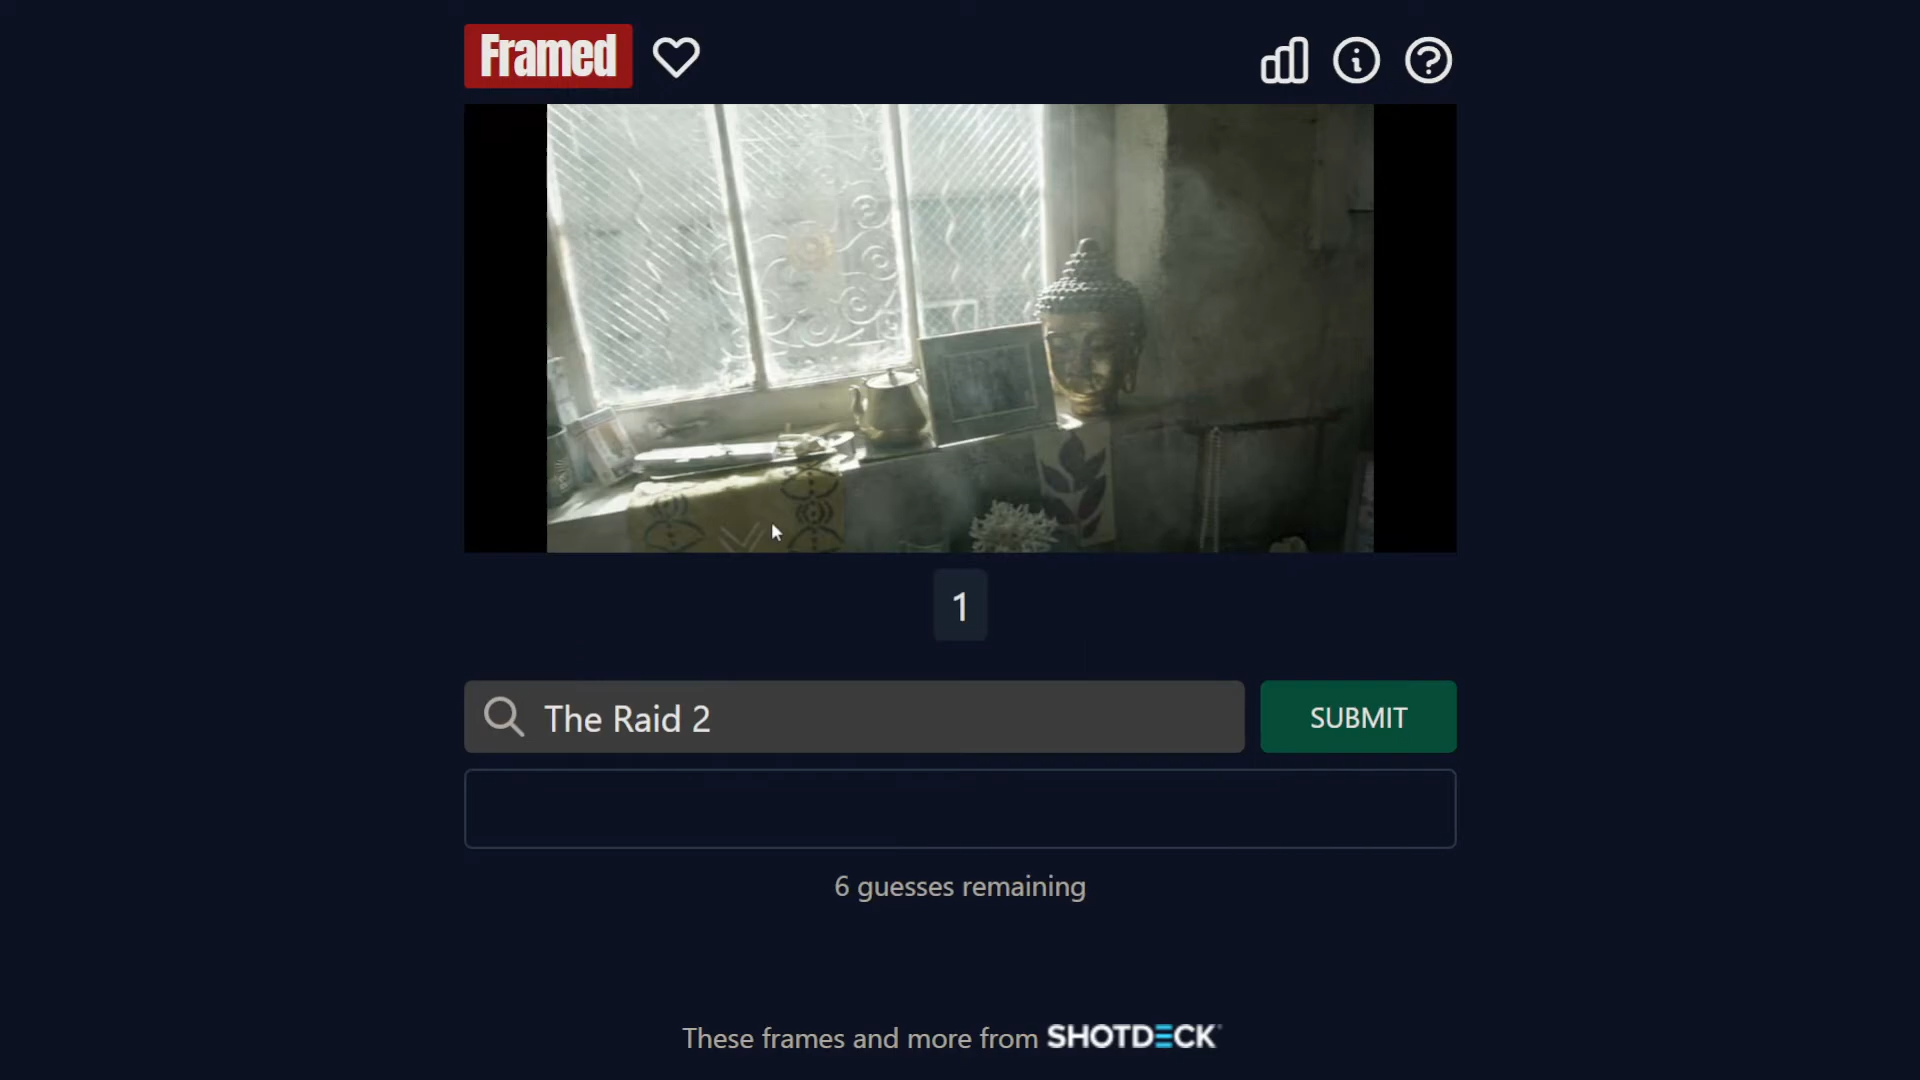 Framed
1
The Raid 2
SUBMIT
6 guesses remaining
These frames and more from SHOTDECK